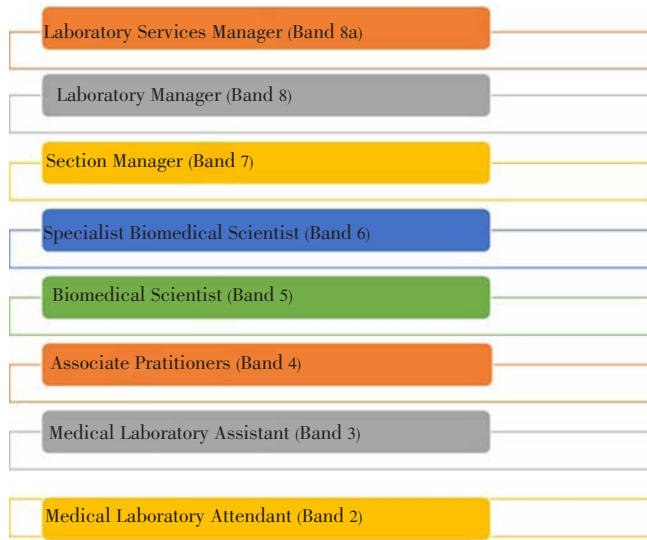 Laboratory Services Manager (Band 8a)
Laboratory Manager (Band 8)
Section Manager (Band 7)
Specialist Biomedical Scientist (Band 6)
Biomedical Scientist (Band 5)
Associate Pratitioners (Band 4)
Medical Laboratory Assistant (Band 3)
Medical Laboratory Attendant (Band 2)